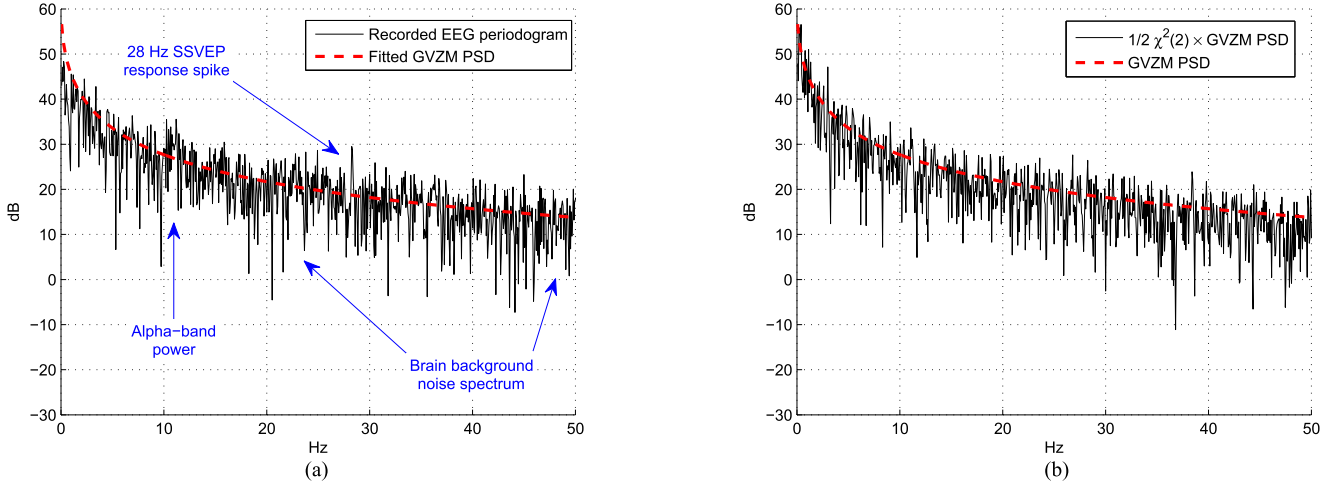 60
50
40
30
20
10
0
−10
−20
−30
dB
0
10
20
30
40
50
Hz
(a)
Recorded EEG periodogram
Fitted GVZM PSD
28 Hz SSVEP
response spike
Alpha−band
power
Brain background
noise spectrum
60
50
40
30
20
10
0
−10
−20
−30
dB
0
10
20
30
40
50
Hz
(b)
1/2 χ²(2) × GVZM PSD
GVZM PSD